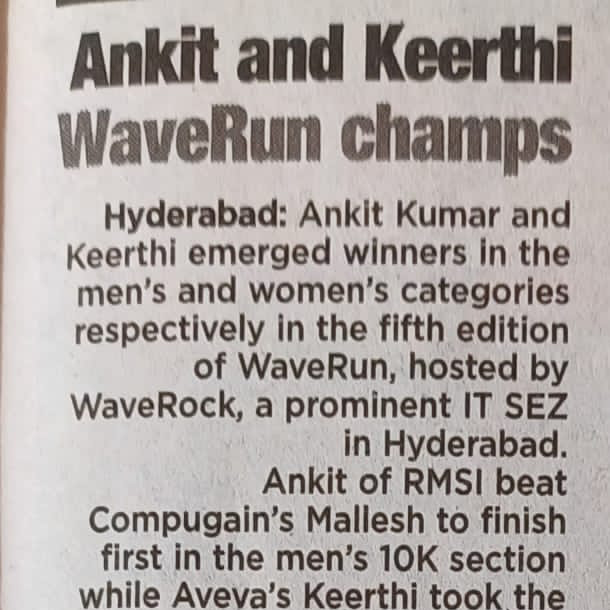 Ankit and Keerthi
WaveRun champs
Hyderabad: Ankit Kumar and
Keerthi emerged winners in the
men's and women's categories
respectively in the fifth edition
of WaveRun, hosted by
WaveRock, a prominent IT SEZ
in Hyderabad.
Ankit of RMSI beat
Compugain's Mallesh to finish
first in the men's 10K section
while Aveva's Keerthi took the